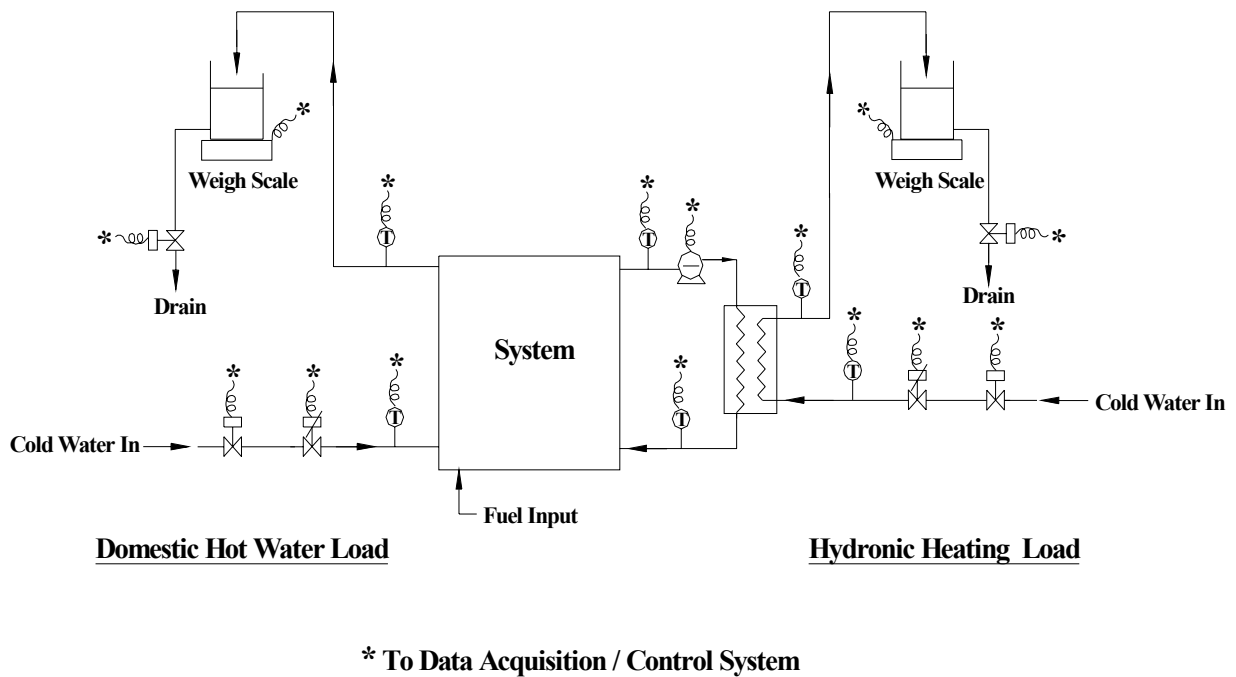 *
*
Weigh Scale
Weigh Scale
*
*
*
*
*
*
T
T
Drain
*
T
Drain
System
*
*
*
*
*
*
*
T
T
T
Cold Water In
Cold Water In
Fuel Input
Domestic Hot Water Load
Hydronic Heating Load
* To Data Acquisition / Control System